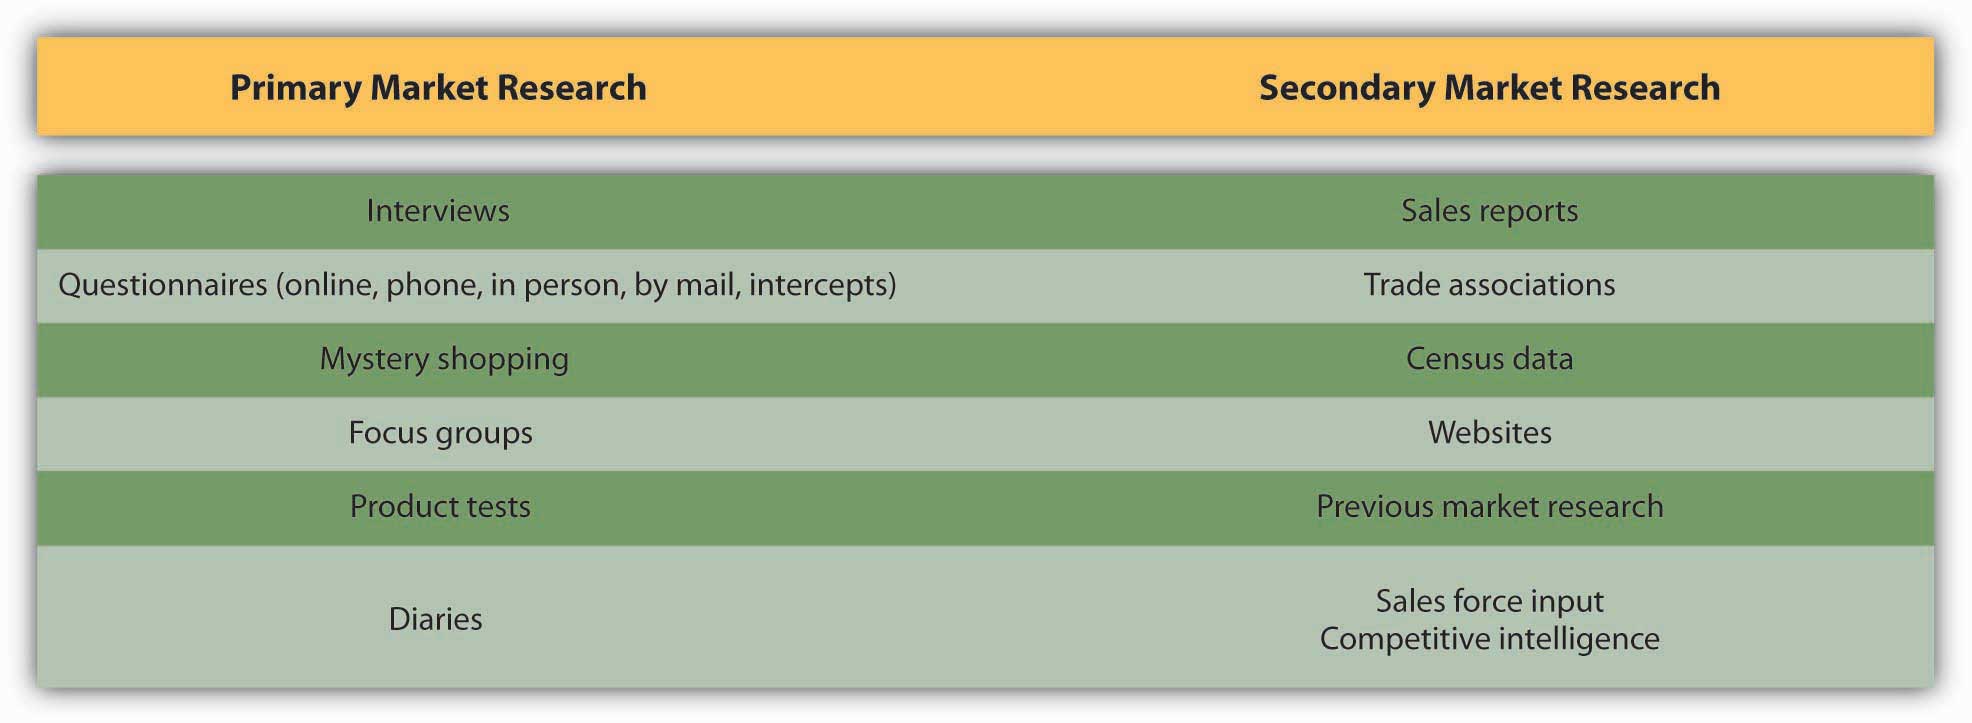 Primary Market Research
Secondary Market Research
Interviews
Sales reports
Questionnaires (online, phone, in person, by mail, intercepts)
Trade associations
Mystery shopping
Census data
Focus groups
Websites
Product tests
Previous market research
Diaries
Sales force input
Competitive intelligence